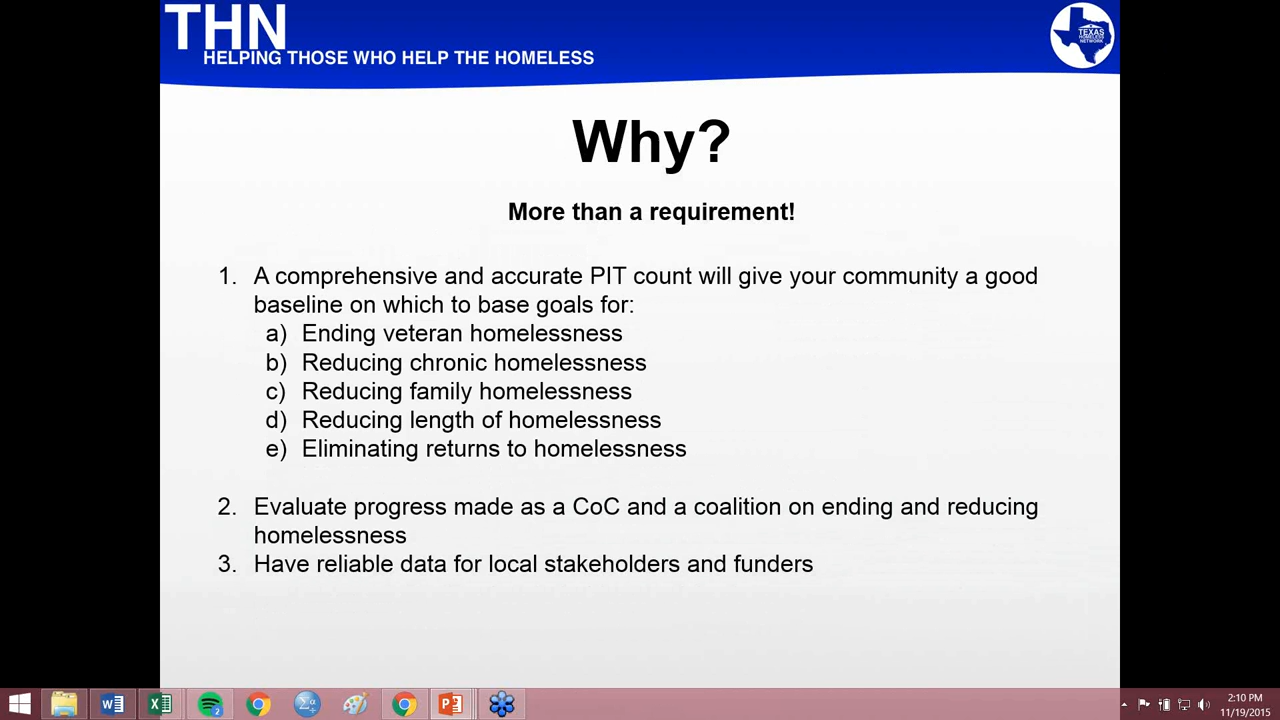 THN
HELPING THOSE WHO HELP THE HOMELESS
TEXAS
HOMELESS
NETWORK
Why?
More than a requirement!
1. A comprehensive and accurate PIT count will give your community a good
baseline on which to base goals for:
a) Ending veteran homelessness
b) Reducing chronic homelessness
c) Reducing family homelessness
d) Reducing length of homelessness
e) Eliminating returns to homelessness
2. Evaluate progress made as a CoC and a coalition on ending and reducing
homelessness
3. Have reliable data for local stakeholders and funders
2:10 PM
11/19/2015